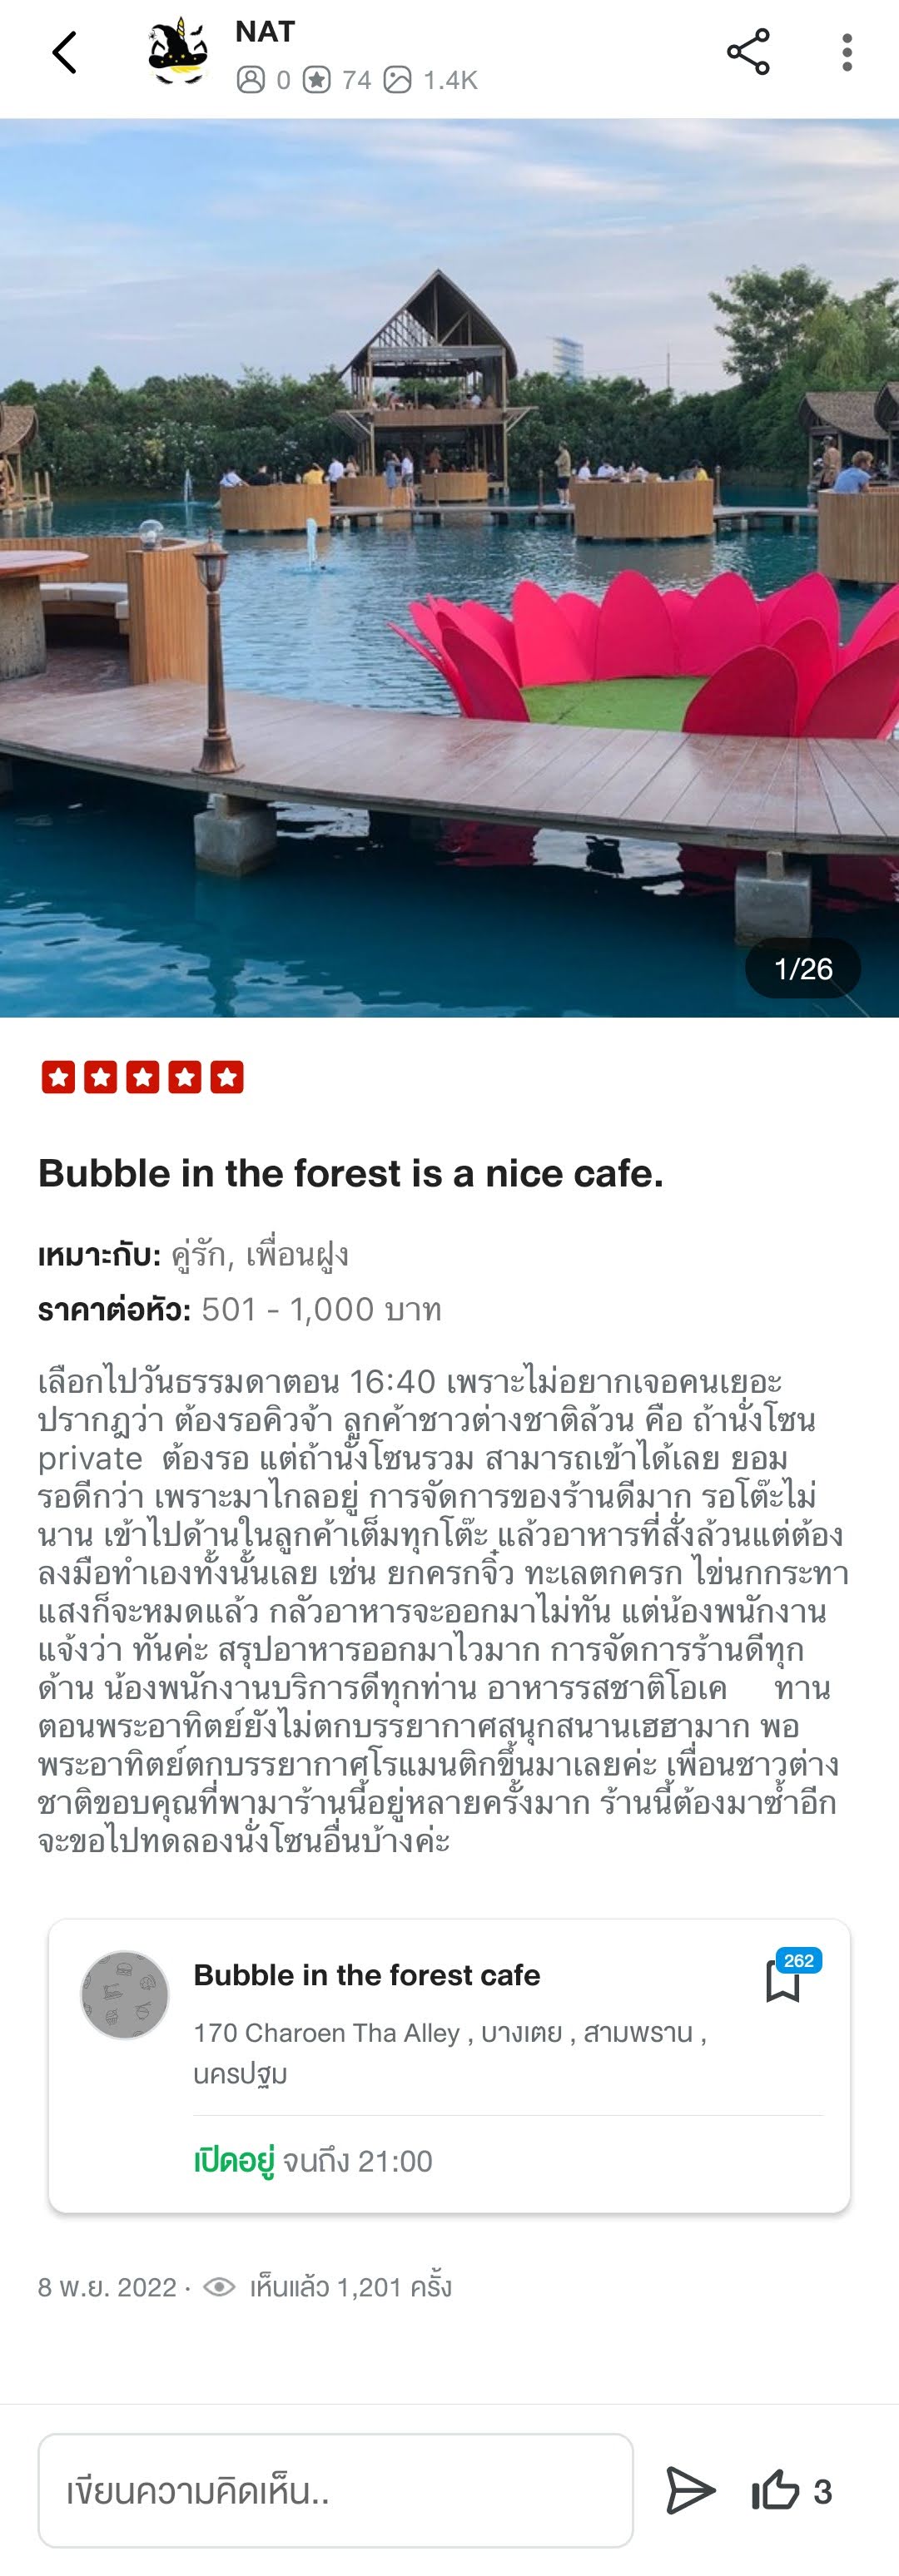 NAT
0 74 1.4K
1/26
Bubble in the forest is a nice cafe.
เหมาะกับ: คู่รัก, เพื่อนฝูง
ราคาต่อหัว: 501 - 1,000 บาท
เลือกไปวันธรรมดาตอน 16:40 เพราะไม่อยากเจอคนเยอะ
ปรากฎว่า ต้องรอคิวจ้า ลูกค้าชาวต่างชาติล้วน คือ ถ้านั่งโซน
private ต้องรอ แต่ถ้านั่งโซนรวม สามารถเข้าได้เลย ยอม
รอดีกว่า เพราะมาไกลอยู่ การจัดการของร้านดีมาก รอโต๊ะไม่
นาน เข้าไปด้านในลูกค้าเต็มทุกโต๊ะ แล้วอาหารที่สั่งล้วนแต่ต้อง
ลงมือทำเองทั้งนั้นเลย เช่น ยกครกจิ๋ว ทะเลตกครก ไข่นกกระทา
แสงก็จะหมดแล้ว กลัวอาหารจะออกมาไม่ทัน แต่น้องพนักงาน
แจ้งว่า ทันค่ะ สรุปอาหารออกมาไวมาก การจัดการร้านดีทุก
ด้าน น้องพนักงานบริการดีทุกท่าน อาหารรสชาติโอเค ทาน
ตอนพระอาทิตย์ยังไม่ตกบรรยากาศสนุกสนานเฮฮามาก พอ
พระอาทิตย์ตกบรรยากาศโรแมนติกขึ้นมาเลยค่ะ เพื่อนชาวต่าง
ชาติขอบคุณที่พามาร้านนี้อยู่หลายครั้งมาก ร้านนี้ต้องมาซ้ำอีก
จะขอไปทดลองนั่งโซนอื่นบ้างค่ะ
Bubble in the forest cafe
262
170 Charoen Tha Alley , บางเตย , สามพราน ,
นครปฐม
เปิดอยู่ จนถึง 21:00
8 พ.ย. 2022 · เห็นแล้ว 1,201 ครั้ง
เขียนความคิดเห็น..
3